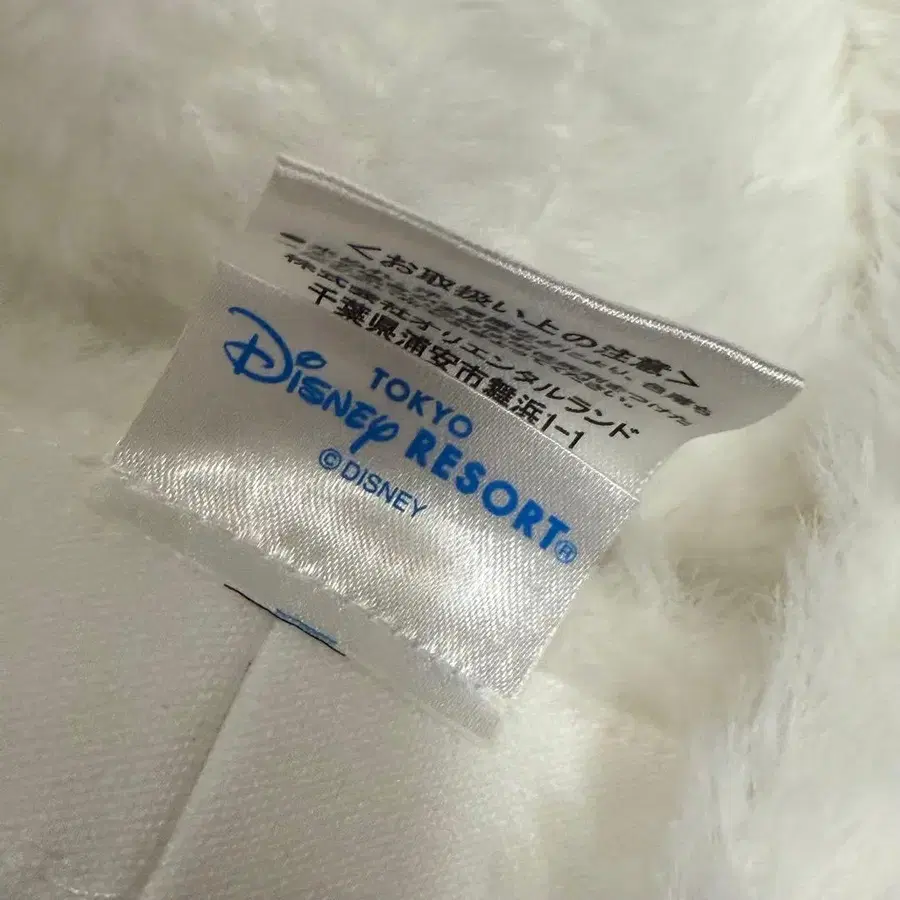 <お取扱い上の注意>
株式会社オリエンタルランド
千葉県浦安市舞浜1-1
TOKYO
DISNEY RESORT®
©DISNEY